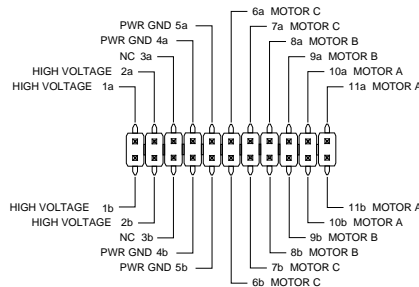 6a MOTOR C
PWR GND 5a
7a MOTOR C
PWR GND 4a
8a MOTOR B
NC 3a
9a MOTOR B
HIGH VOLTAGE 2a
10a MOTOR A
HIGH VOLTAGE 1a
11a MOTOR A
HIGH VOLTAGE 1b
11b MOTOR A
HIGH VOLTAGE 2b
10b MOTOR A
NC 3b
9b MOTOR B
PWR GND 4b
8b MOTOR B
PWR GND 5b
7b MOTOR C
6b MOTOR C